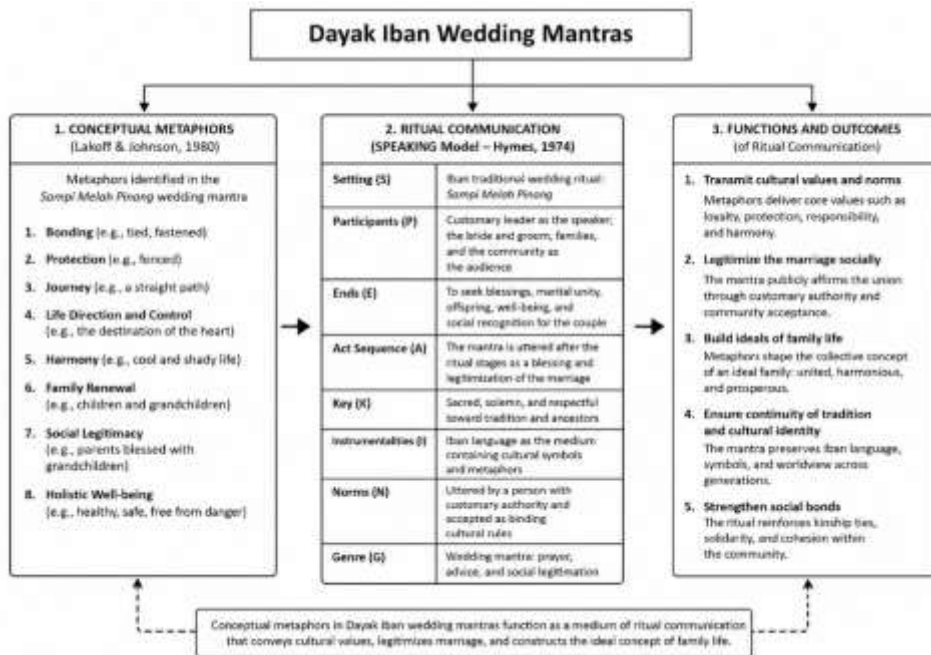 Dayak Iban Wedding Mantras
1. CONCEPTUAL METAPHORS
(Lakoff & Johnson, 1980)
Metaphors identified in the
Sampi Melah Pinang wedding mantra
1. Bonding (e.g., tied, fastened)
2. Protection (e.g., fenced)
3. Journey (e.g., a straight path)
4. Life Direction and Control
(e.g., the destination of the heart)
5. Harmony (e.g., cool and shady life)
6. Family Renewal
(e.g., children and grandchildren)
7. Social Legitimacy
(e.g., parents blessed with
grandchildren)
8. Holistic Well-being
(e.g., healthy, safe, free from danger)
2. RITUAL COMMUNICATION
(SPEAKING Model – Hymes, 1974)
Setting (S)
Iban traditional wedding ritual:
Sampi Melah Pinang
Participants (P)
Customary leader as the speaker;
the bride and groom, families,
and the community as
the audience
Ends (E)
To seek blessings, marital unity,
offspring, well-being, and
social recognition for the couple
Act Sequence (A)
The mantra is uttered after the
ritual stages as a blessing and
legitimization of the marriage
Key (K)
Sacred, solemn, and respectful
toward tradition and ancestors
Instrumentalities (I)
Iban language as the medium
containing cultural symbols
and metaphors
Norms (N)
Uttered by a person with
customary authority and
accepted as binding
cultural rules
Genre (G)
Wedding mantra: prayer,
advice, and social legitimation
3. FUNCTIONS AND OUTCOMES
(of Ritual Communication)
1. Transmit cultural values and norms
Metaphors deliver core values such as
loyalty, protection, responsibility,
and harmony.
2. Legitimize the marriage socially
The mantra publicly affirms the union
through customary authority and
community acceptance.
3. Build ideals of family life
Metaphors shape the collective concept
of an ideal family: united, harmonious,
and prosperous.
4. Ensure continuity of tradition
and cultural identity
The mantra preserves Iban language,
symbols, and worldview across
generations.
5. Strengthen social bonds
The ritual reinforces kinship ties,
solidarity, and cohesion within
the community.
Conceptual metaphors in Dayak Iban wedding mantras function as a medium of ritual communication
that conveys cultural values, legitimizes marriage, and constructs the ideal concept of family life.